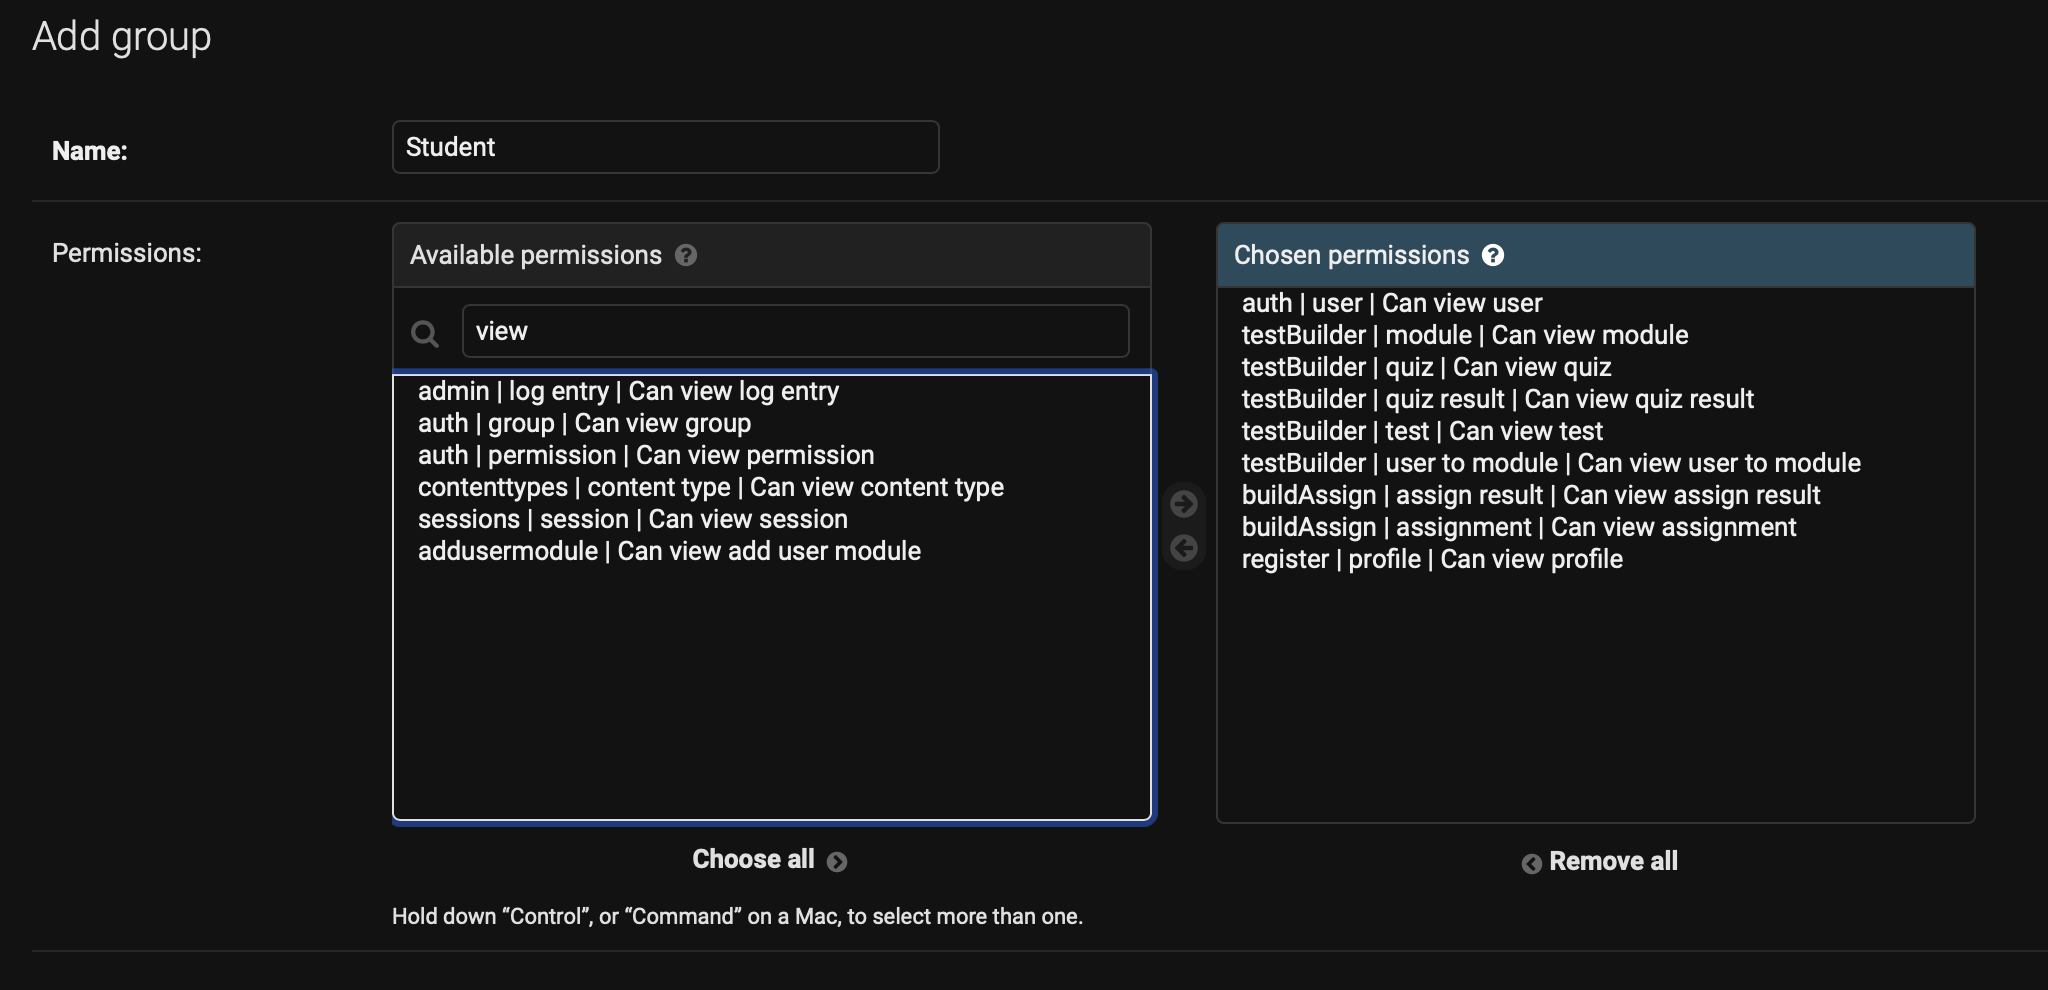 Add group
Name:
Student
Permissions:
Available permissions ?
view
admin | log entry | Can view log entry
auth | group | Can view group
auth | permission | Can view permission
contenttypes | content type | Can view content type
sessions | session | Can view session
addusermodule | Can view add user module
Choose all
Hold down “Control”, or “Command” on a Mac, to select more than one.
Chosen permissions ?
auth | user | Can view user
testBuilder | module | Can view module
testBuilder | quiz | Can view quiz
testBuilder | quiz result | Can view quiz result
testBuilder | test | Can view test
testBuilder | user to module | Can view user to module
buildAssign | assign result | Can view assign result
buildAssign | assignment | Can view assignment
register | profile | Can view profile
Remove all